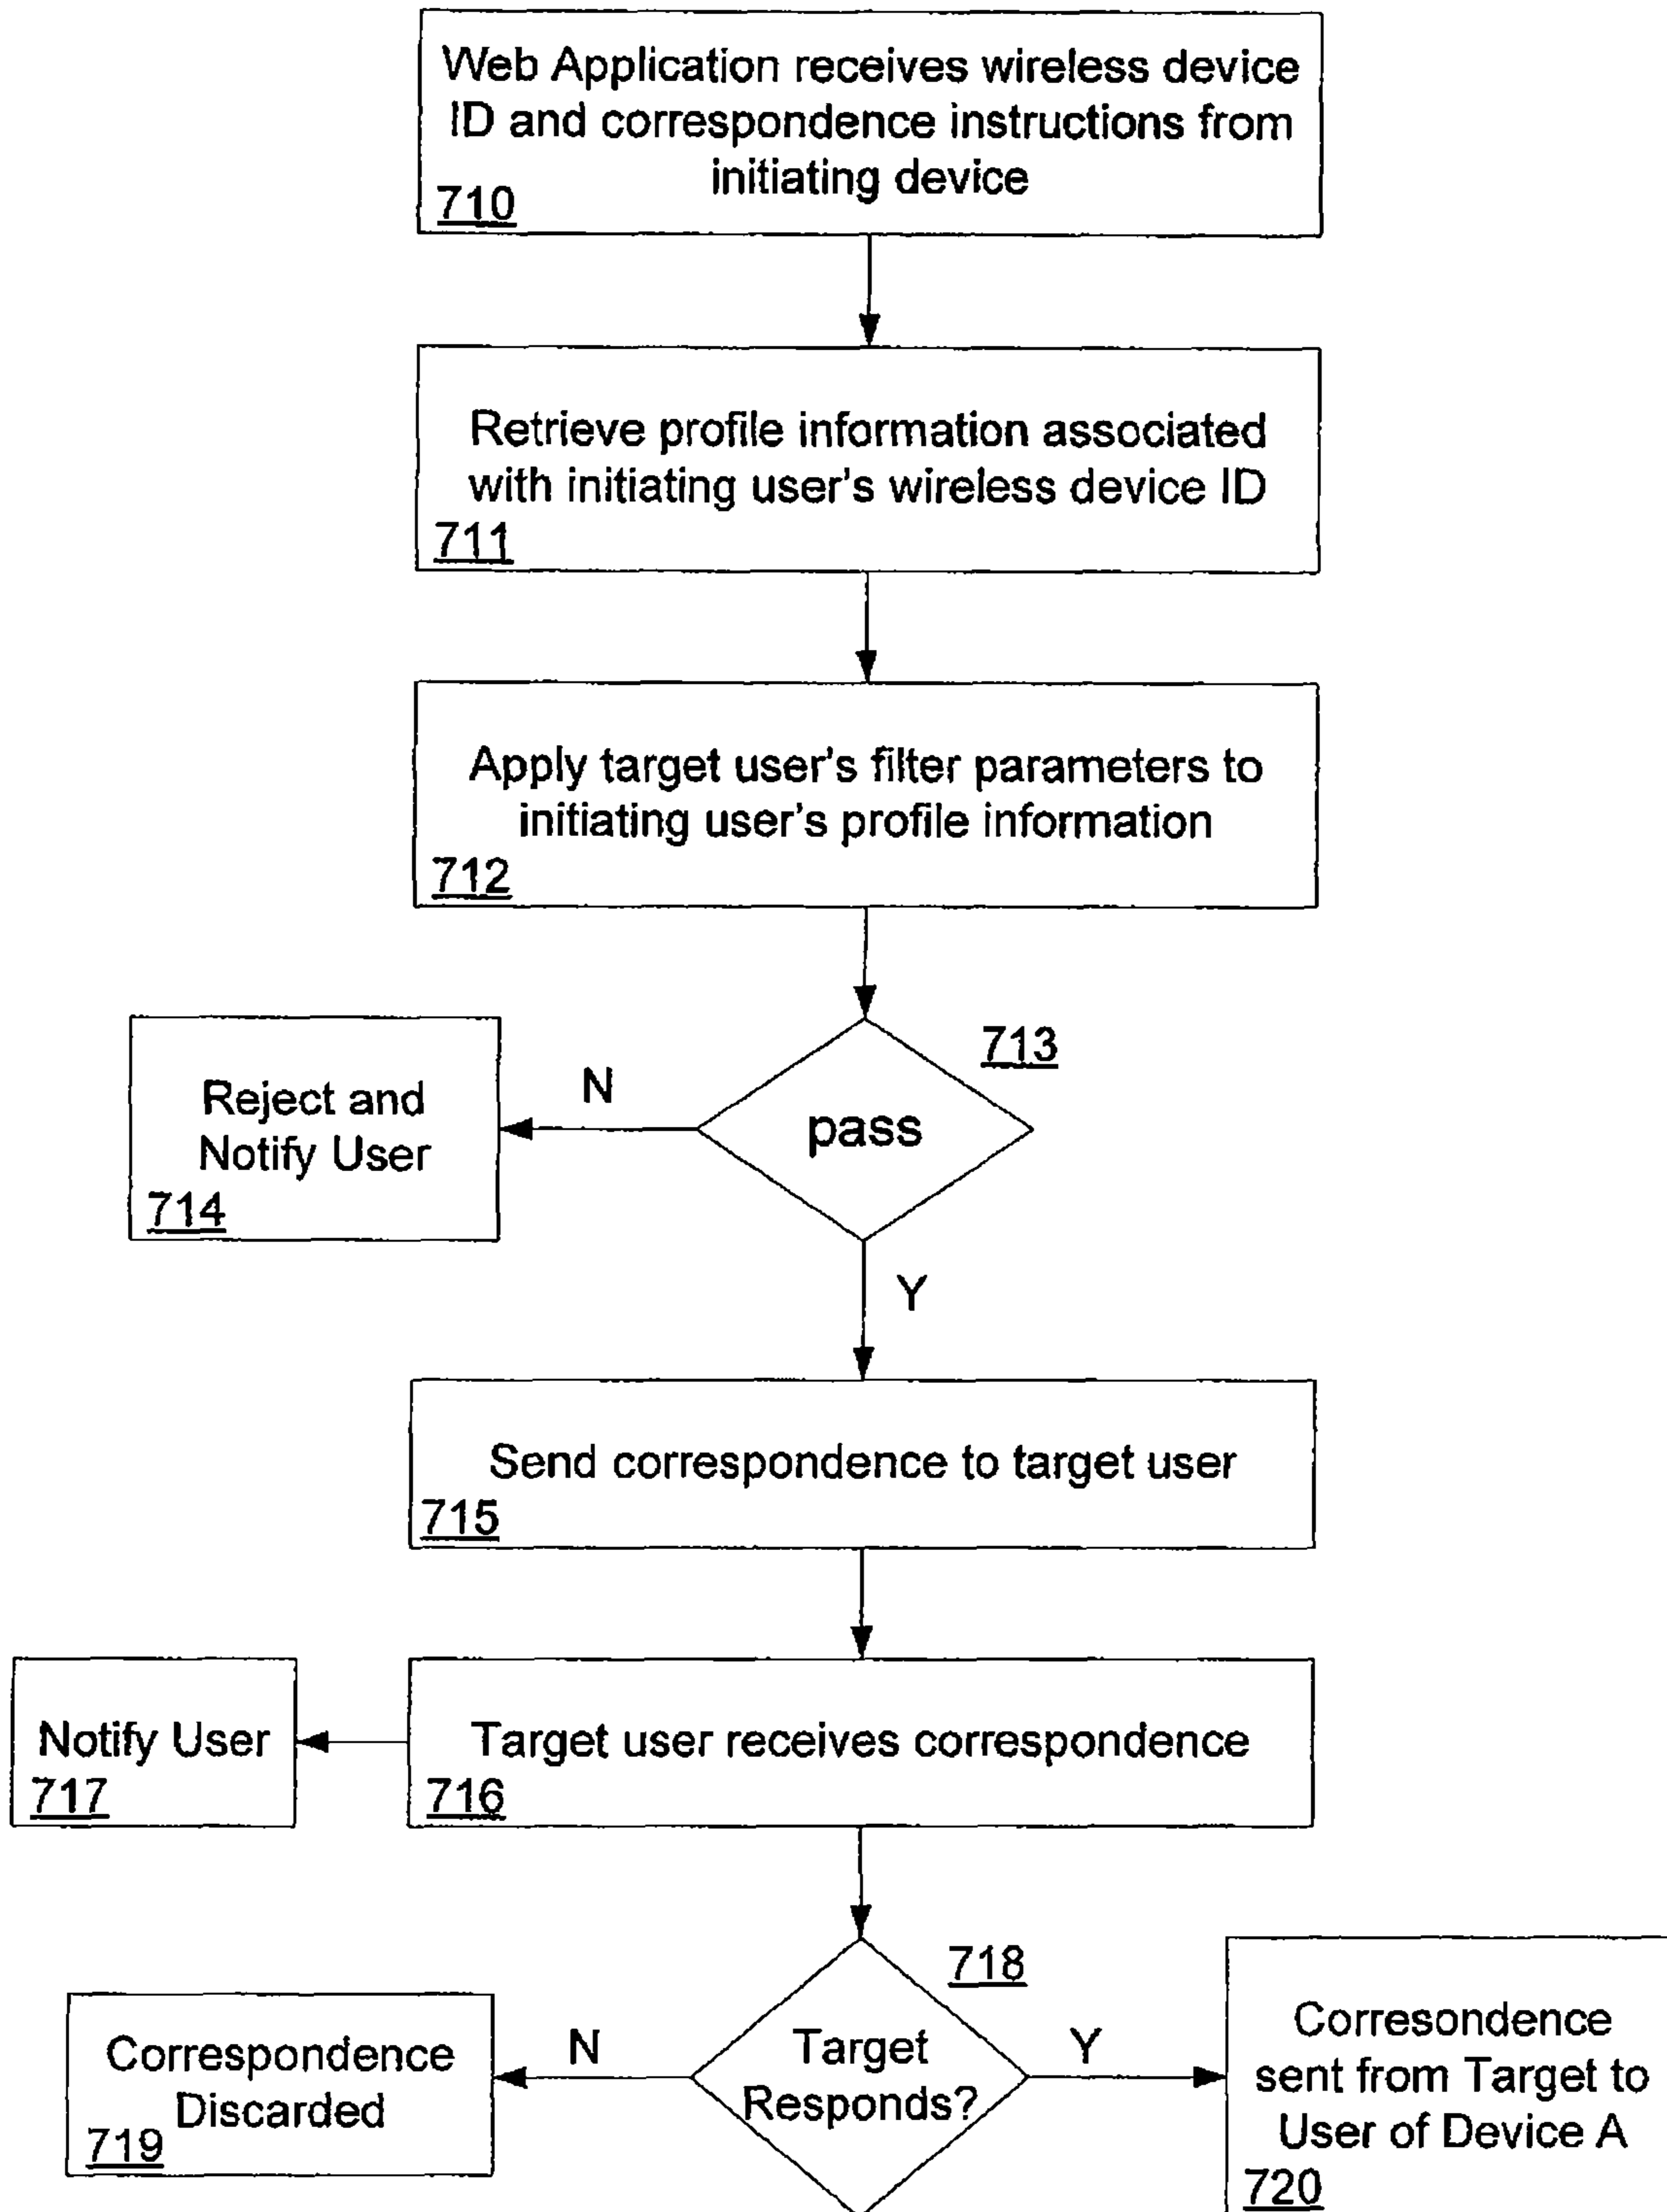 Web Application receives wireless device
ID and correspondence instructions from
initiating device
710
Retrieve profile information associated
with initiating user's wireless device ID
711
Apply target user's filter parameters to
initiating user's profile information
712
713
pass
N
Reject and
Notify User
714
Y
Send correspondence to target user
715
Target user receives correspondence
716
Notify User
717
718
Target
Responds?
N
Correspondence
Discarded
719
Y
Corresondence
sent from Target to
User of Device A
720